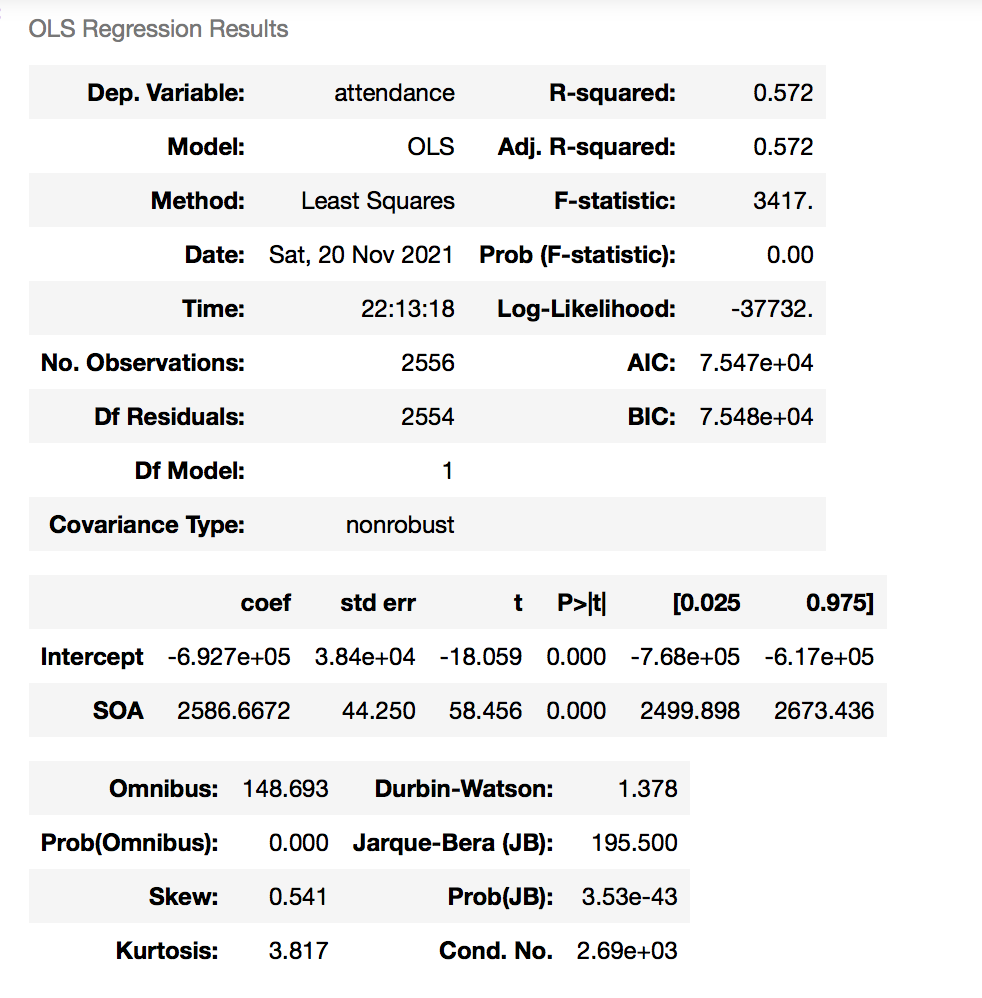 OLS Regression Results
Dep. Variable: attendance R-squared: 0.572
Model: OLS Adj. R-squared: 0.572
Method: Least Squares F-statistic: 3417.
Date: Sat, 20 Nov 2021 Prob (F-statistic): 0.00
Time: 22:13:18 Log-Likelihood: -37732.
No. Observations: 2556 AIC: 7.547e+04
Df Residuals: 2554 BIC: 7.548e+04
Df Model: 1
Covariance Type: nonrobust
coef std err t P>|t| [0.025 0.975]
Intercept -6.927e+05 3.84e+04 -18.059 0.000 -7.68e+05 -6.17e+05
SOA 2586.6672 44.250 58.456 0.000 2499.898 2673.436
Omnibus: 148.693 Durbin-Watson: 1.378
Prob(Omnibus): 0.000 Jarque-Bera (JB): 195.500
Skew: 0.541 Prob(JB): 3.53e-43
Kurtosis: 3.817 Cond. No. 2.69e+03